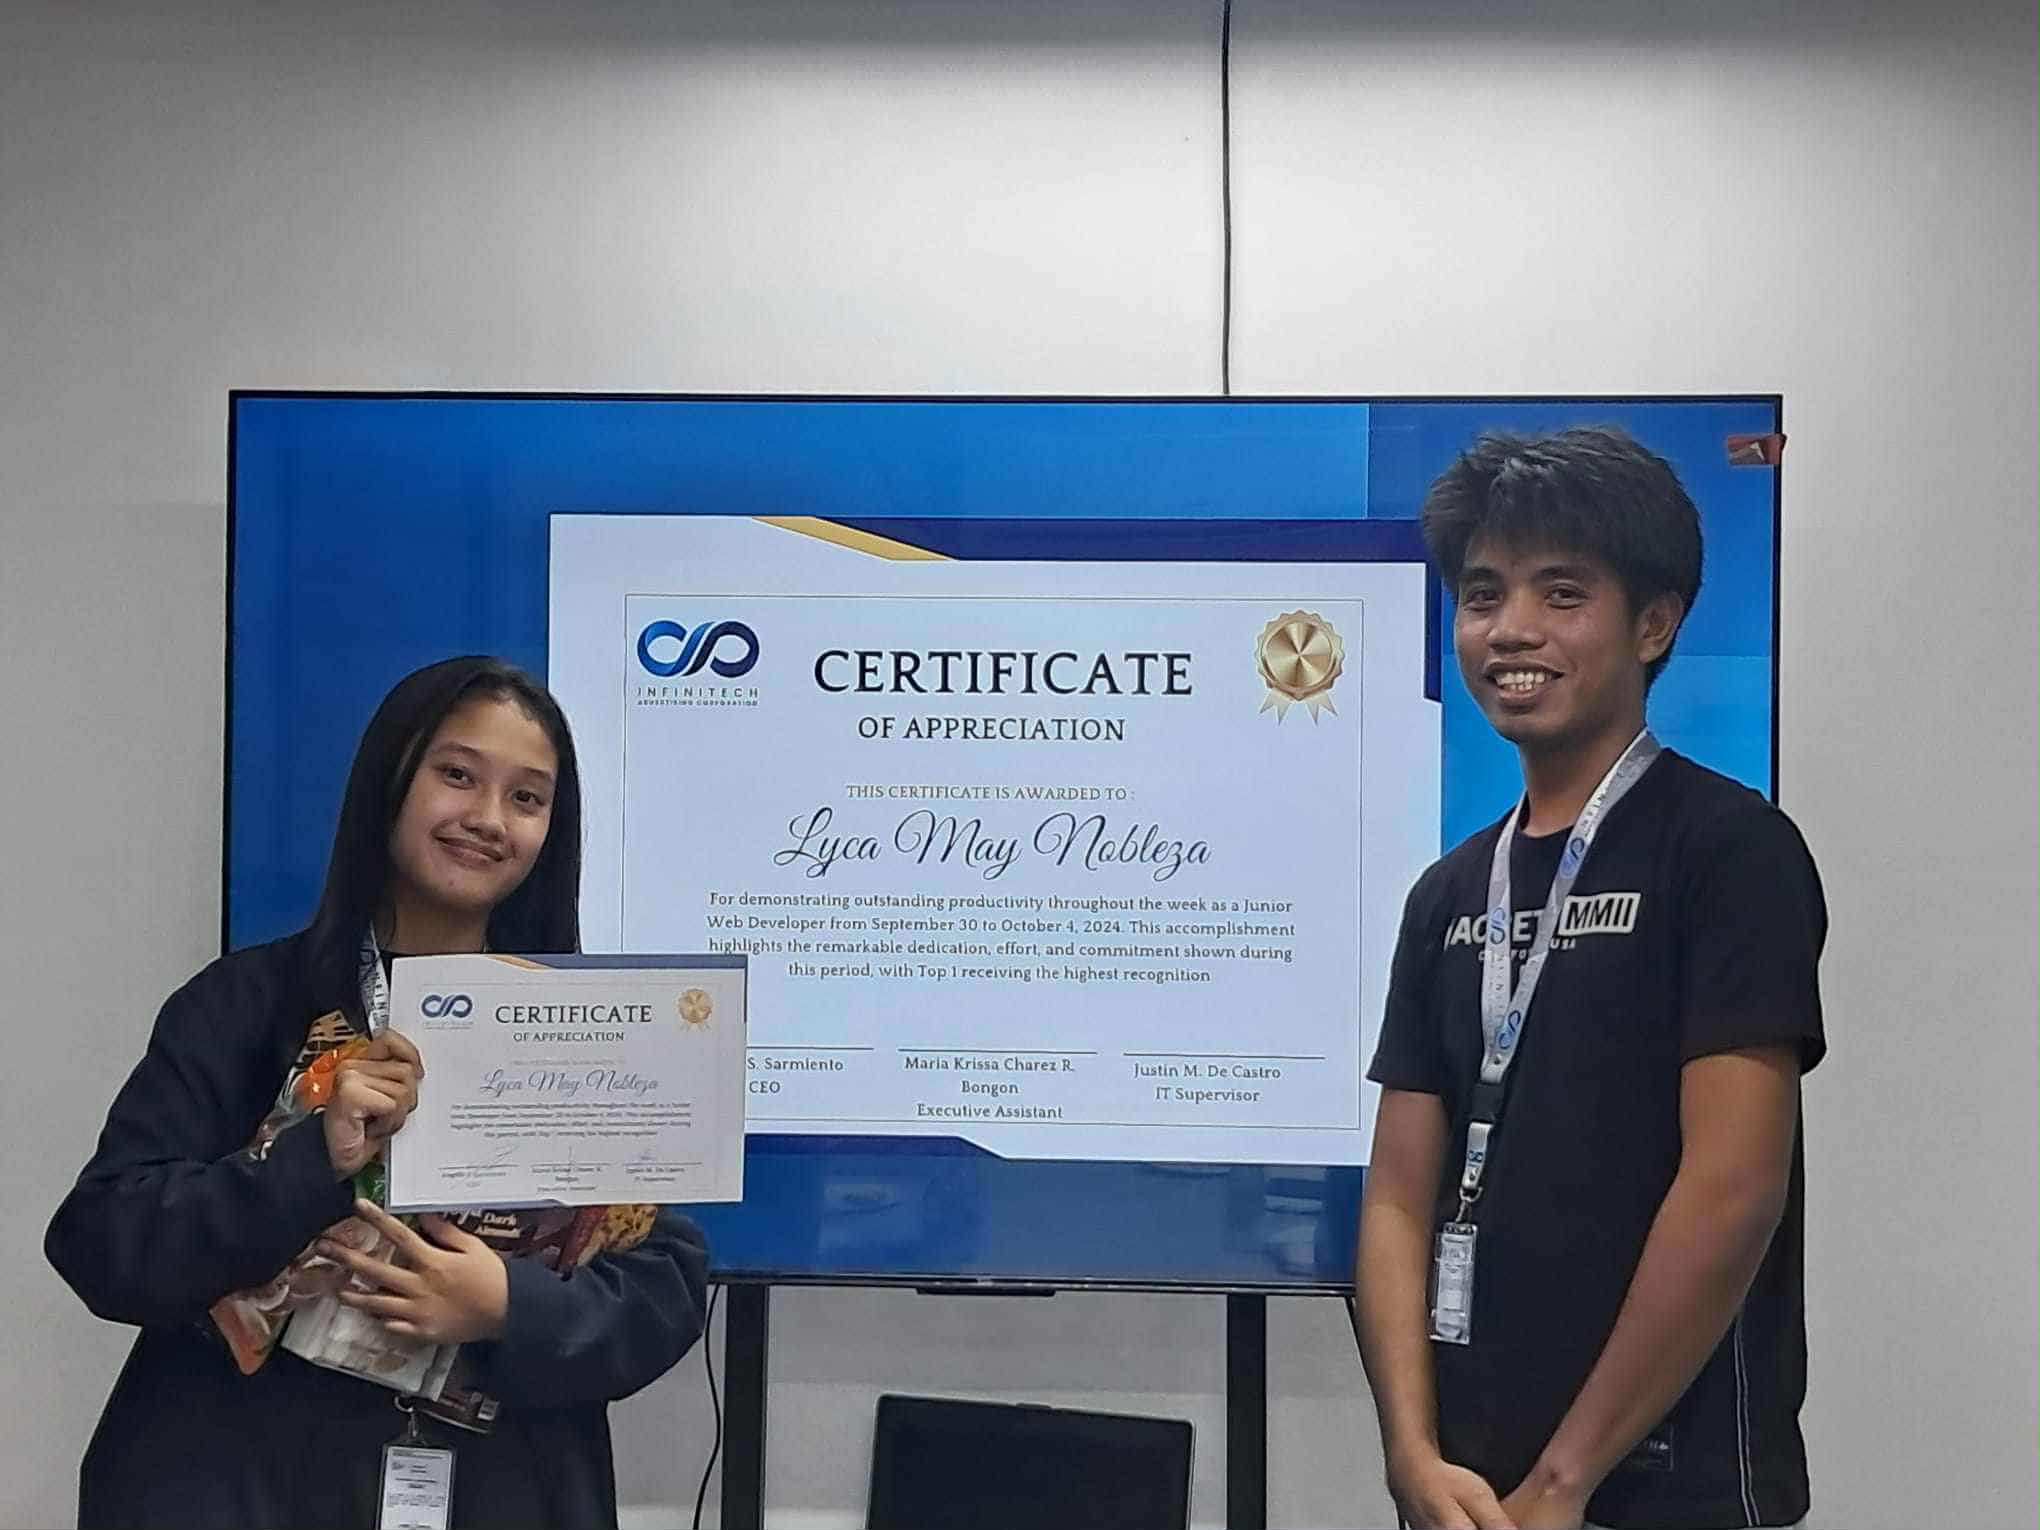 INFINITECH
ADVERTISING CORPORATION
CERTIFICATE
OF APPRECIATION
THIS CERTIFICATE IS AWARDED TO :
Lyca May Nobleza
For demonstrating outstanding productivity throughout the week as a Junior
Web Developer from September 30 to October 4, 2024. This accomplishment
highlights the remarkable dedication, effort, and commitment shown during
this period, with Top 1 receiving the highest recognition
S. Sarmiento
CEO
Maria Krissa Charez R.
Bongon
Executive Assistant
Justin M. De Castro
IT Supervisor
CERTIFICATE
OF APPRECIATION
Lyca May Nobleza
Dark
MMII